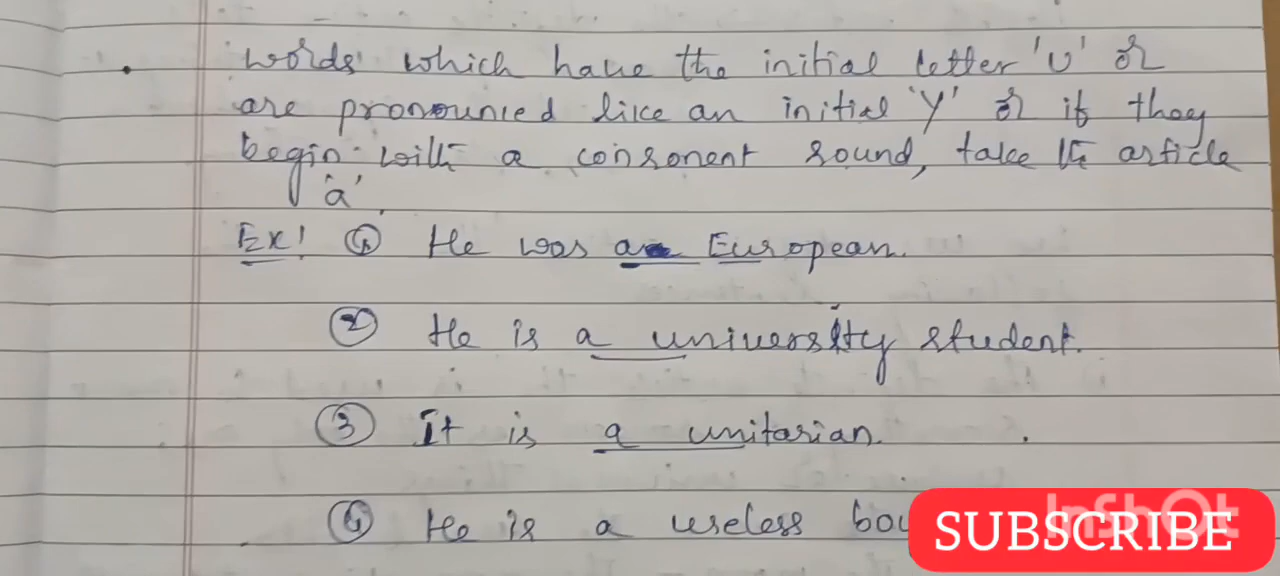 words which have the initial letter 'U' or
are pronounced like an initial 'Y' or if they
begin with a consonent sound, take the article
'a'.
Ex! ① He was a European.
② He is a university student.
③ It is a unitarian.
④ He is a useless
InShOt
SUBSCRIBE